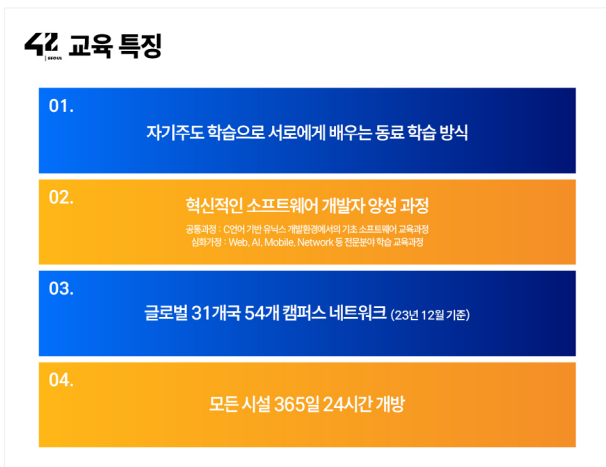 42 SEOUL 교육 특징
01.
자기주도 학습으로 서로에게 배우는 동료 학습 방식
02.
혁신적인 소프트웨어 개발자 양성 과정
공통과정 : C언어 기반 유닉스 개발환경에서의 기초 소프트웨어 교육과정
심화가정 : Web, AI, Mobile, Network 등 전문분야 학습 교육과정
03.
글로벌 31개국 54개 캠퍼스 네트워크 (23년 12월 기준)
04.
모든 시설 365일 24시간 개방